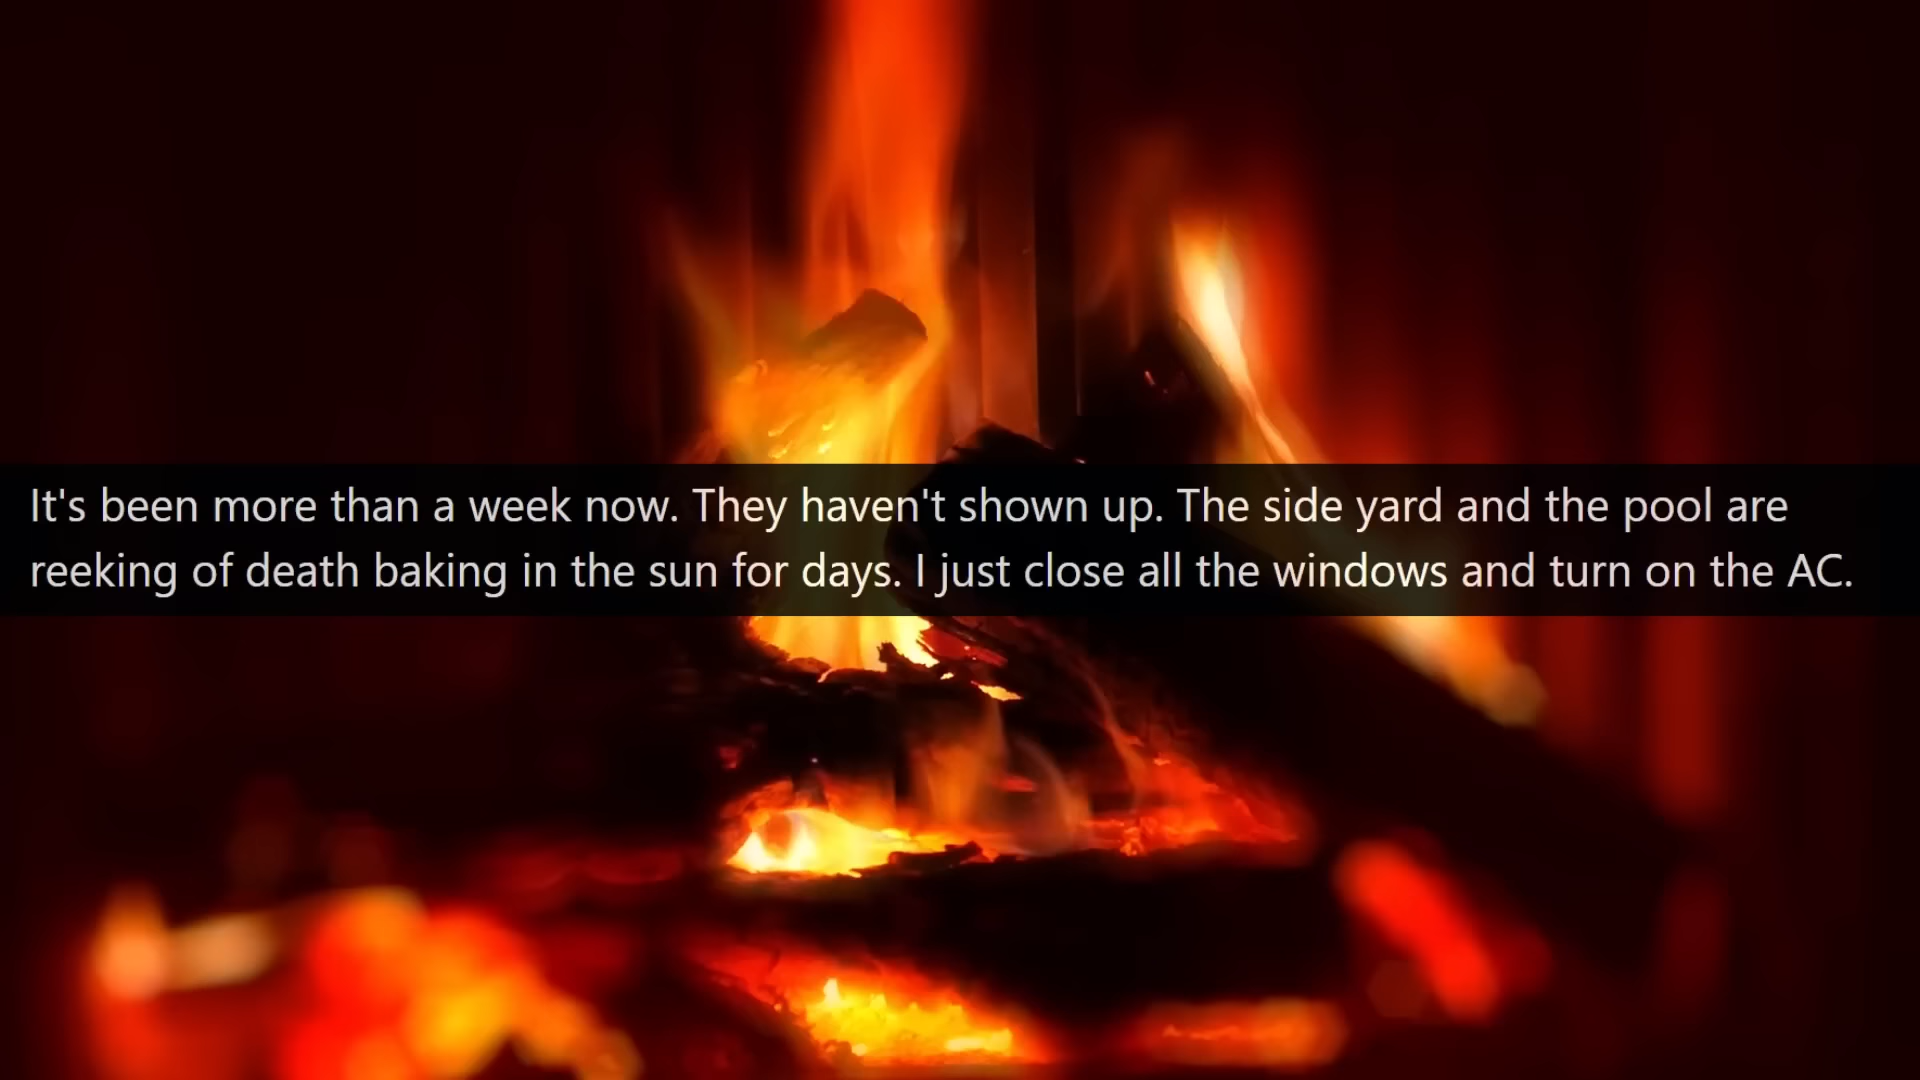 It's been more than a week now. They haven't shown up. The side yard and the pool are
reeking of death baking in the sun for days. I just close all the windows and turn on the AC.